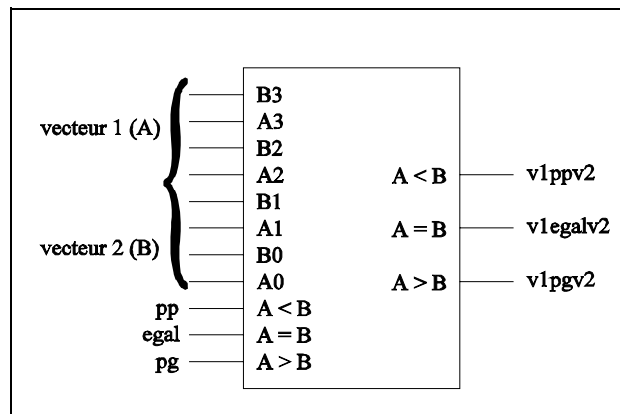 B3
vecteur 1 (A)
A3
B2
A2
A < B
v1ppv2
B1
A1
A = B
v1egalv2
vecteur 2 (B)
B0
A0
A > B
v1pgv2
pp
A < B
egal
A = B
pg
A > B